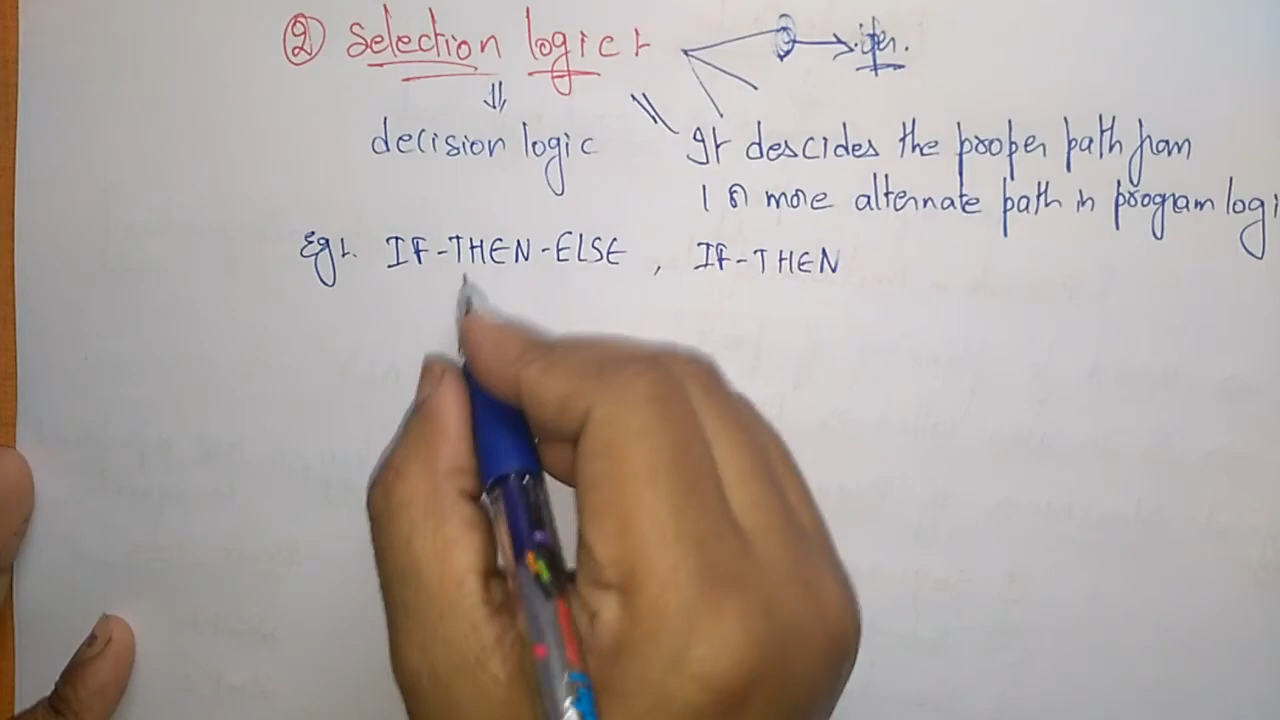 ② Selection logic :-
iter.
decision logic
It descides the proper path from
1 or more alternate path in program logi
Eg:- IF-THEN-ELSE , IF-THEN